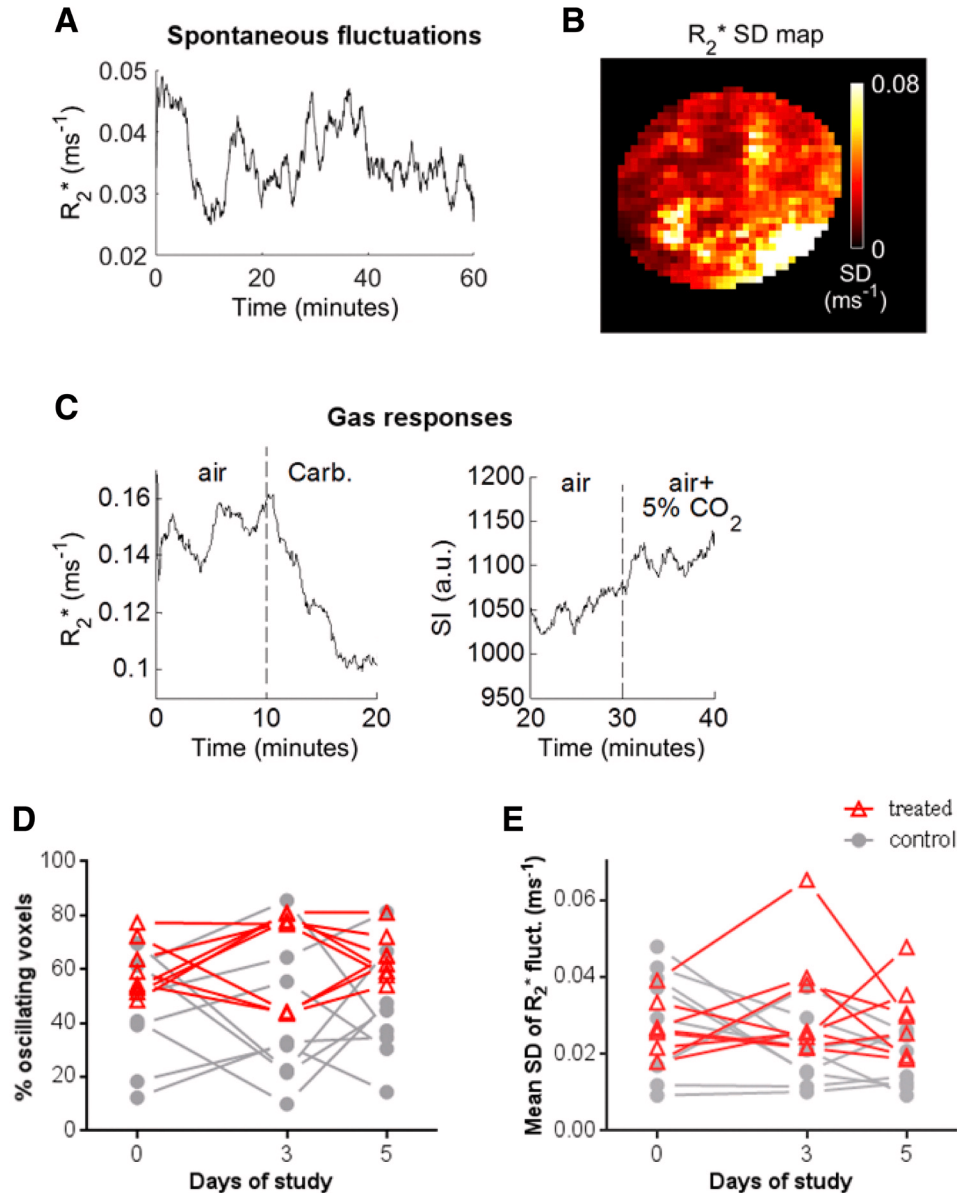 A
Spontaneous fluctuations
0.05
0.04
0.03
0.02
R2* (ms-1)
0
20
40
60
Time (minutes)
B
R2* SD map
0.08
0
SD
(ms-1)
C
Gas responses
air
Carb.
0.16
0.14
0.12
0.1
R2* (ms-1)
0
10
20
Time (minutes)
air
air+
5% CO2
1200
1150
1100
1050
1000
950
SI (a.u.)
20
30
40
Time (minutes)
D
100
80
60
40
20
0
% oscillating voxels
0
3
5
Days of study
E
treated
control
0.06
0.04
0.02
0.00
Mean SD of R2* fluct. (ms-1)
0
3
5
Days of study